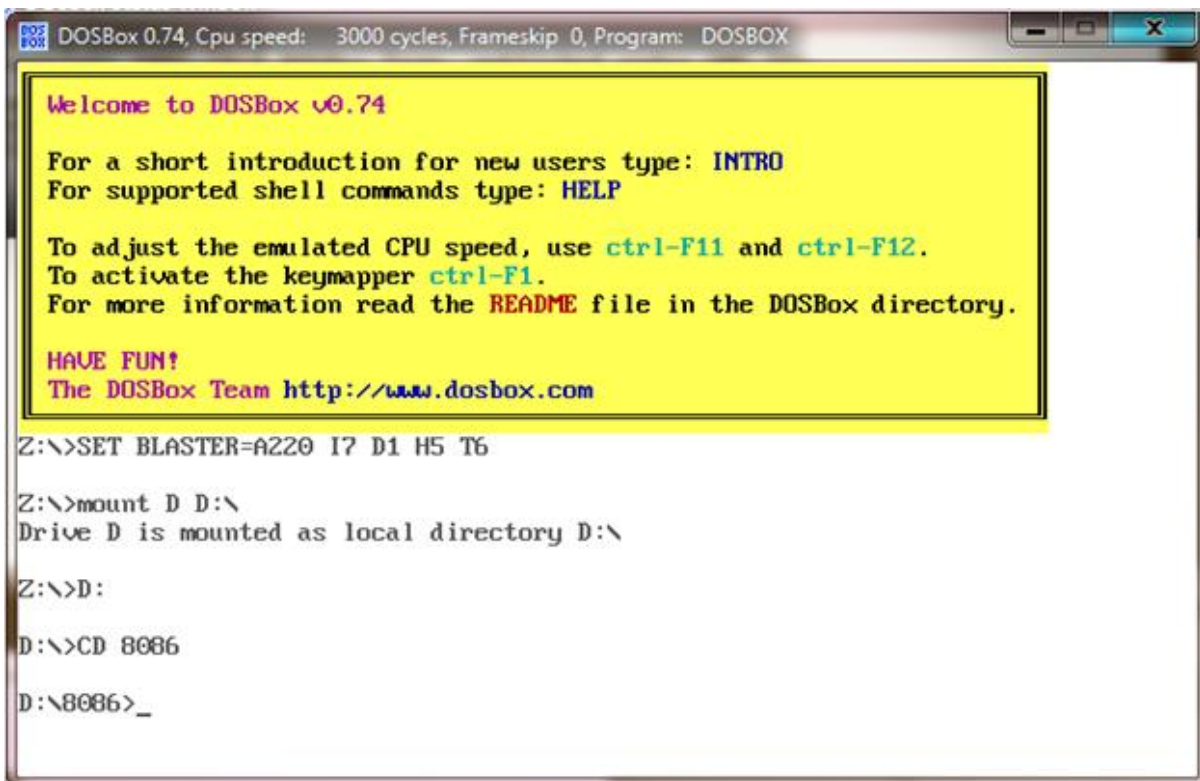 DOSBox 0.74, Cpu speed: 3000 cycles, Frameskip 0, Program: DOSBOX
Welcome to DOSBox v0.74
For a short introduction for new users type: INTRO
For supported shell commands type: HELP
To adjust the emulated CPU speed, use ctrl-F11 and ctrl-F12.
To activate the keymapper ctrl-F1.
For more information read the README file in the DOSBox directory.
HAVE FUN!
The DOSBox Team http://www.dosbox.com
Z:\>SET BLASTER=A220 I7 D1 H5 T6
Z:\>mount D D:\
Drive D is mounted as local directory D:\
Z:\>D:
D:\>CD 8086
D:\8086>_